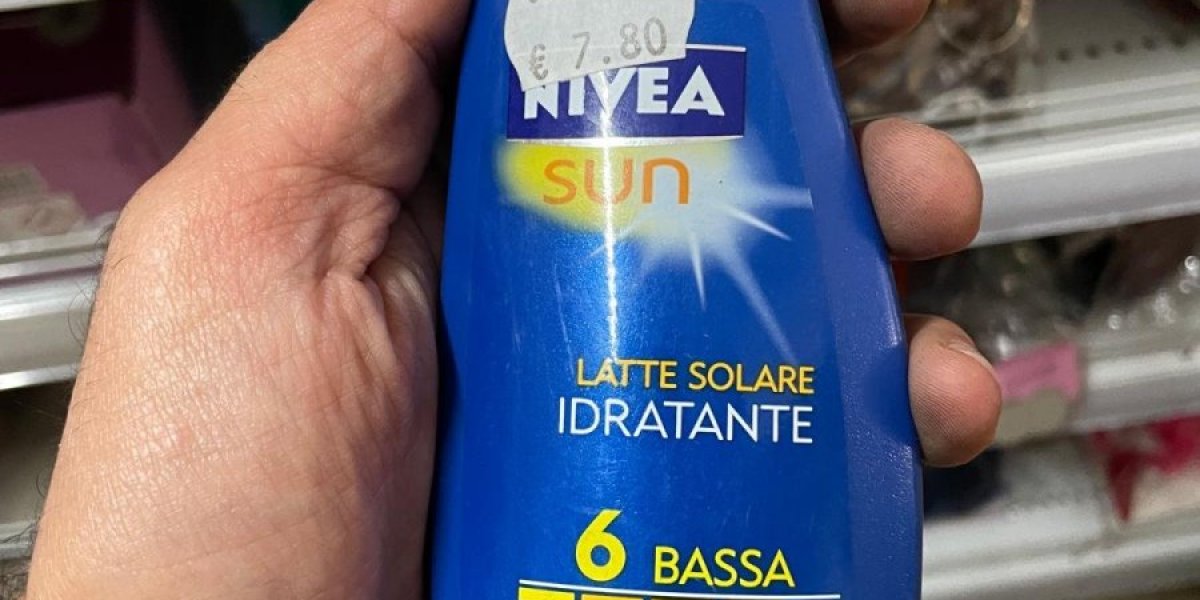 € 7.80
NIVEA
sun
LATTE SOLARE
IDRATANTE
6 BASSA